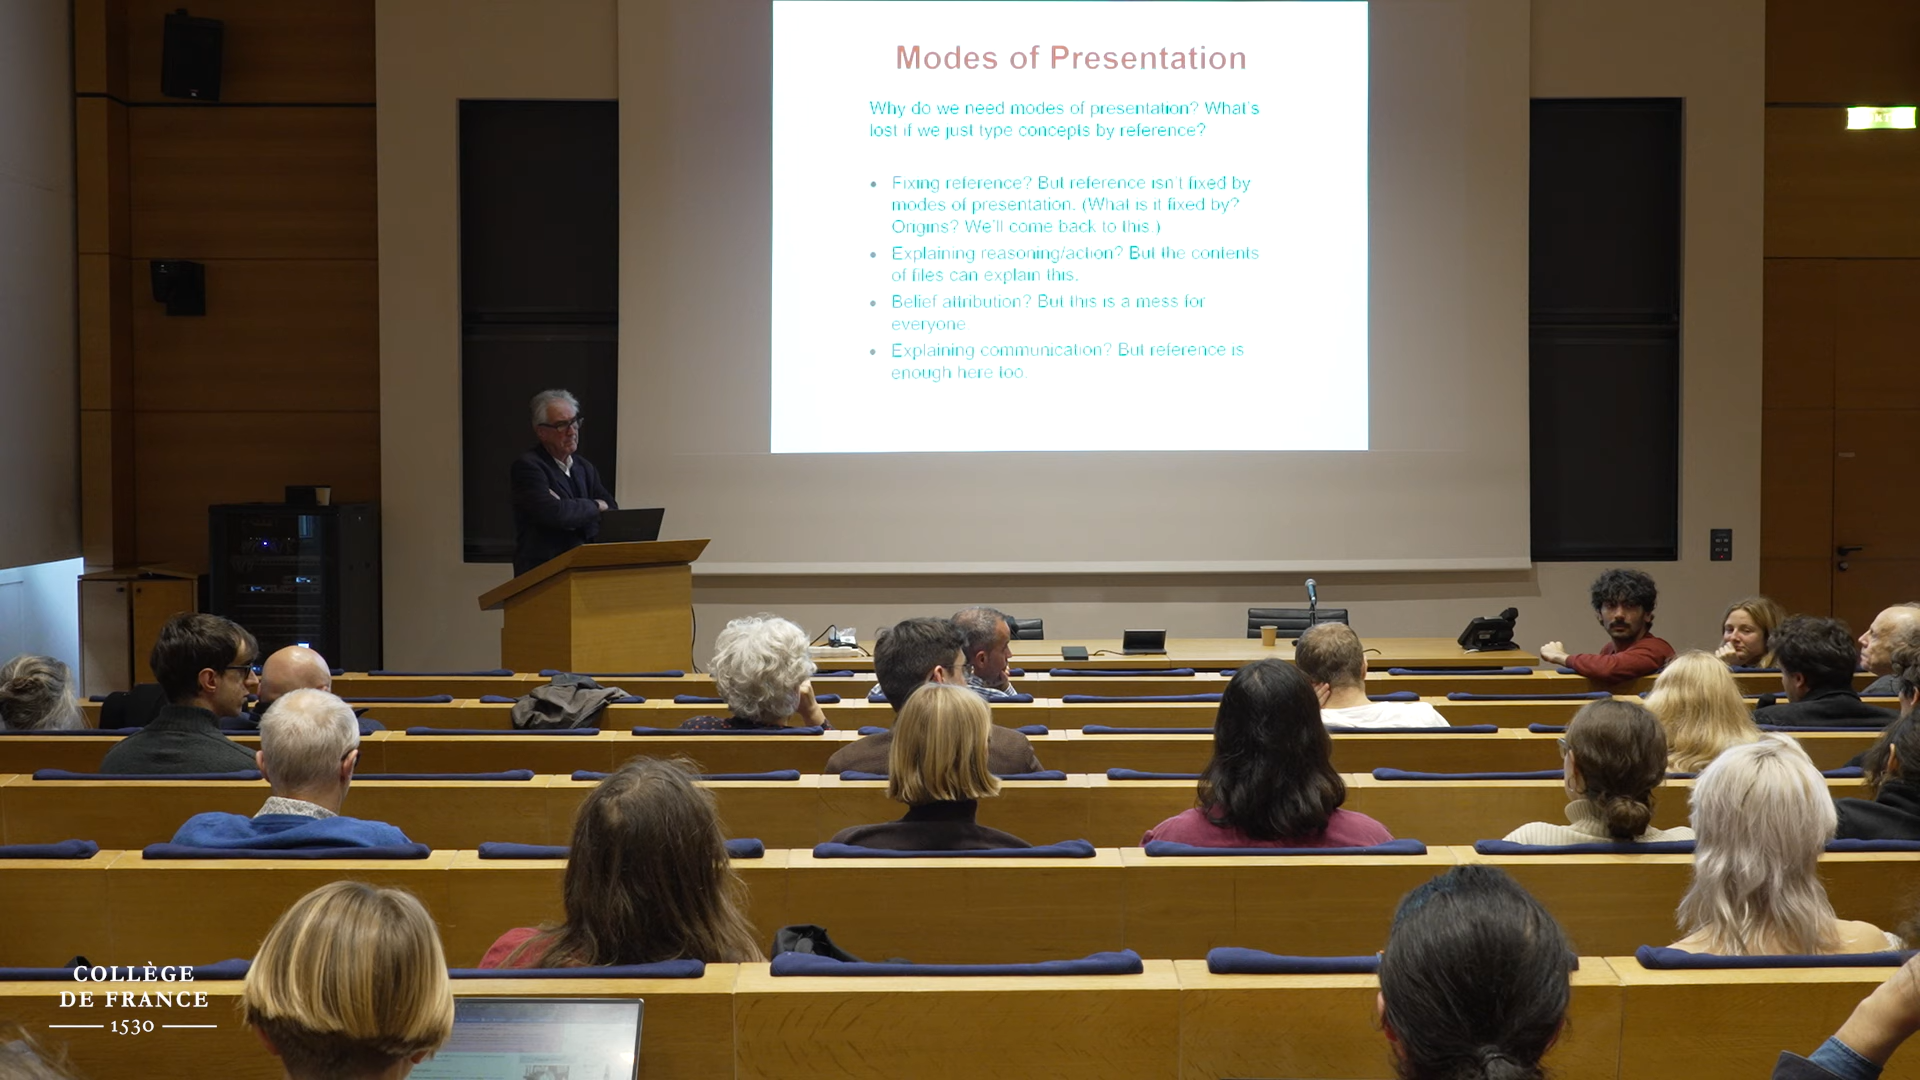 Modes of Presentation
Why do we need modes of presentation? What's
lost if we just type concepts by reference?
• Fixing reference? But reference isn't fixed by
modes of presentation. (What is it fixed by?
Origins? We'll come back to this.)
• Explaining reasoning/action? But the contents
of files can explain this.
• Belief attribution? But this is a mess for
everyone.
• Explaining communication? But reference is
enough here too.
COLLÈGE
DE FRANCE
1530